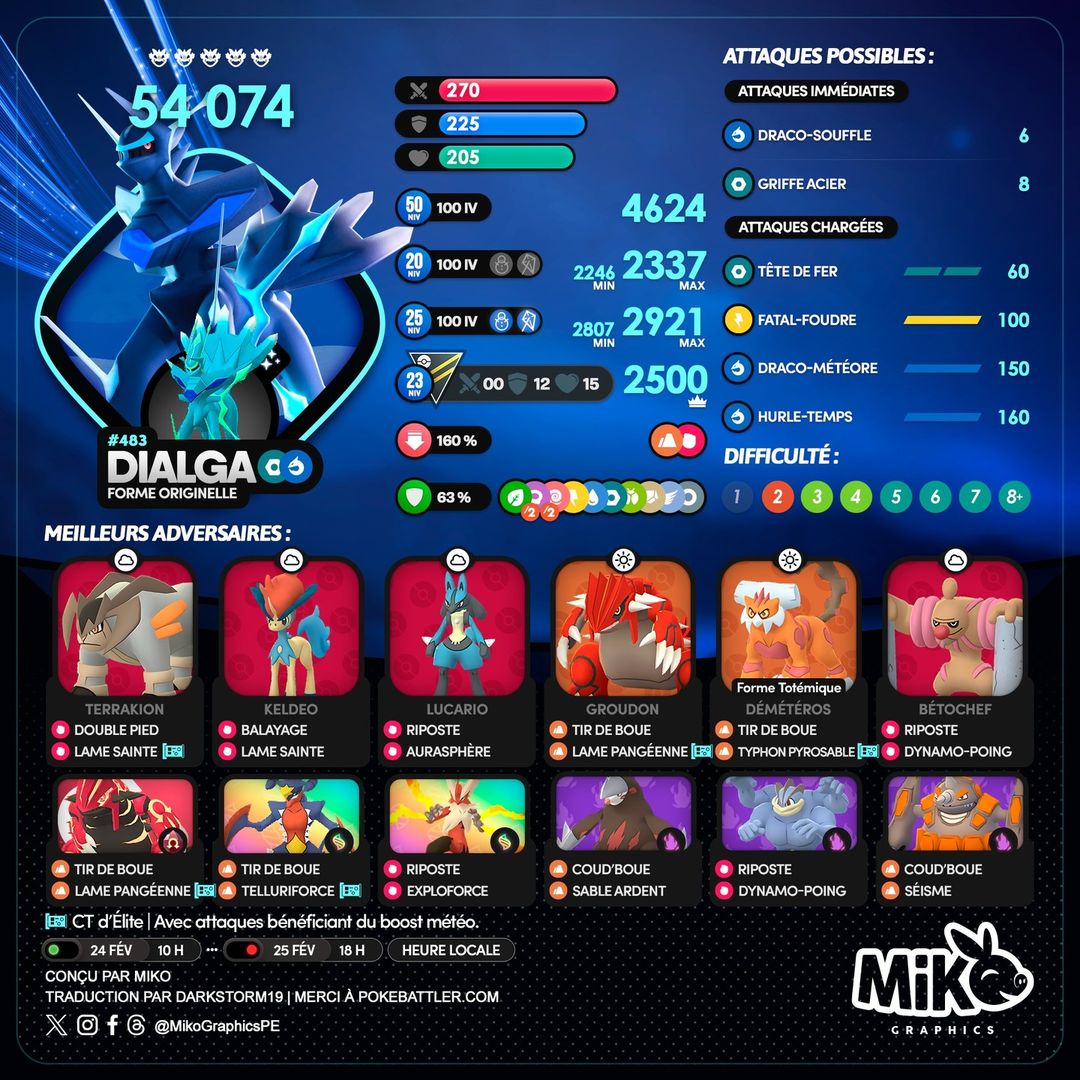 54 074
270
225
205
50 NIV 100 IV 4624
20 NIV 100 IV 2246 MIN 2337 MAX
25 NIV 100 IV 2807 MIN 2921 MAX
23 NIV 00 12 15 2500
160 %
63 %
/2 /2
#483
DIALGA
FORME ORIGINELLE
ATTAQUES POSSIBLES :
ATTAQUES IMMÉDIATES
DRACO-SOUFFLE 6
GRIFFE ACIER 8
ATTAQUES CHARGÉES
TÊTE DE FER 60
FATAL-FOUDRE 100
DRACO-MÉTÉORE 150
HURLE-TEMPS 160
DIFFICULTÉ :
1 2 3 4 5 6 7 8+
MEILLEURS ADVERSAIRES :
TERRAKION
DOUBLE PIED
LAME SAINTE
KELDEO
BALAYAGE
LAME SAINTE
LUCARIO
RIPOSTE
AURASPHÈRE
GROUDON
TIR DE BOUE
LAME PANGÉENNE
Forme Totémique
DÉMÉTÉROS
TIR DE BOUE
TYPHON PYROSABLE
BÉTOCHEF
RIPOSTE
DYNAMO-POING
TIR DE BOUE
LAME PANGÉENNE
TIR DE BOUE
TELLURIFORCE
RIPOSTE
EXPLOFORCE
COUD'BOUE
SABLE ARDENT
RIPOSTE
DYNAMO-POING
COUD'BOUE
SÉISME
CT d'Élite | Avec attaques bénéficiant du boost météo.
24 FÉV 10 H ••• 25 FÉV 18 H HEURE LOCALE
CONÇU PAR MIKO
TRADUCTION PAR DARKSTORM19 | MERCI À POKEBATTLER.COM
@MikoGraphicsPE
MiKO
GRAPHICS